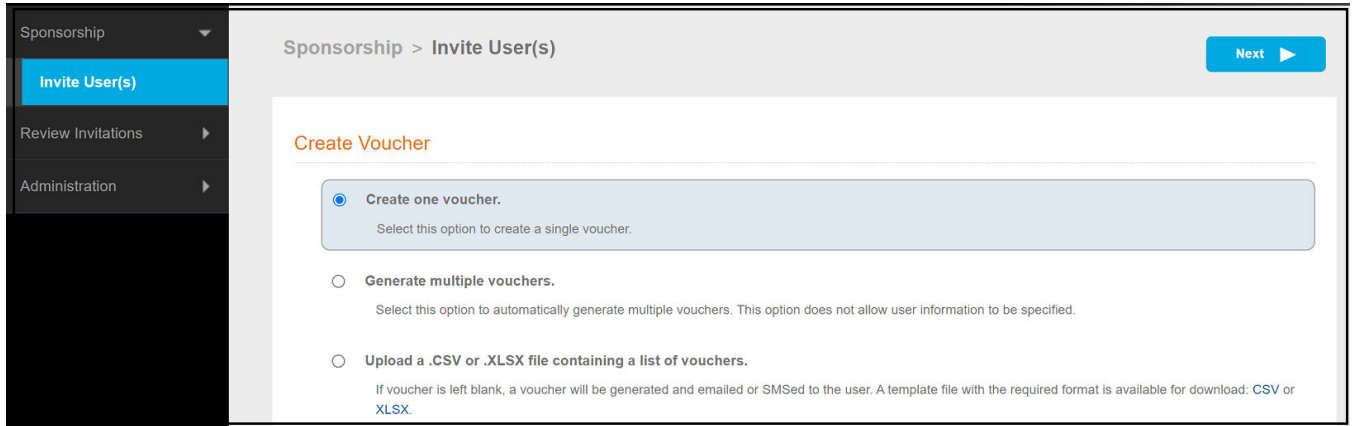 Sponsorship
Invite User(s)
Review Invitations
Administration
Sponsorship > Invite User(s)
Next
Create Voucher
Create one voucher.
Select this option to create a single voucher.
Generate multiple vouchers.
Select this option to automatically generate multiple vouchers. This option does not allow user information to be specified.
Upload a .CSV or .XLSX file containing a list of vouchers.
If voucher is left blank, a voucher will be generated and emailed or SMSed to the user. A template file with the required format is available for download: CSV or
XLSX.